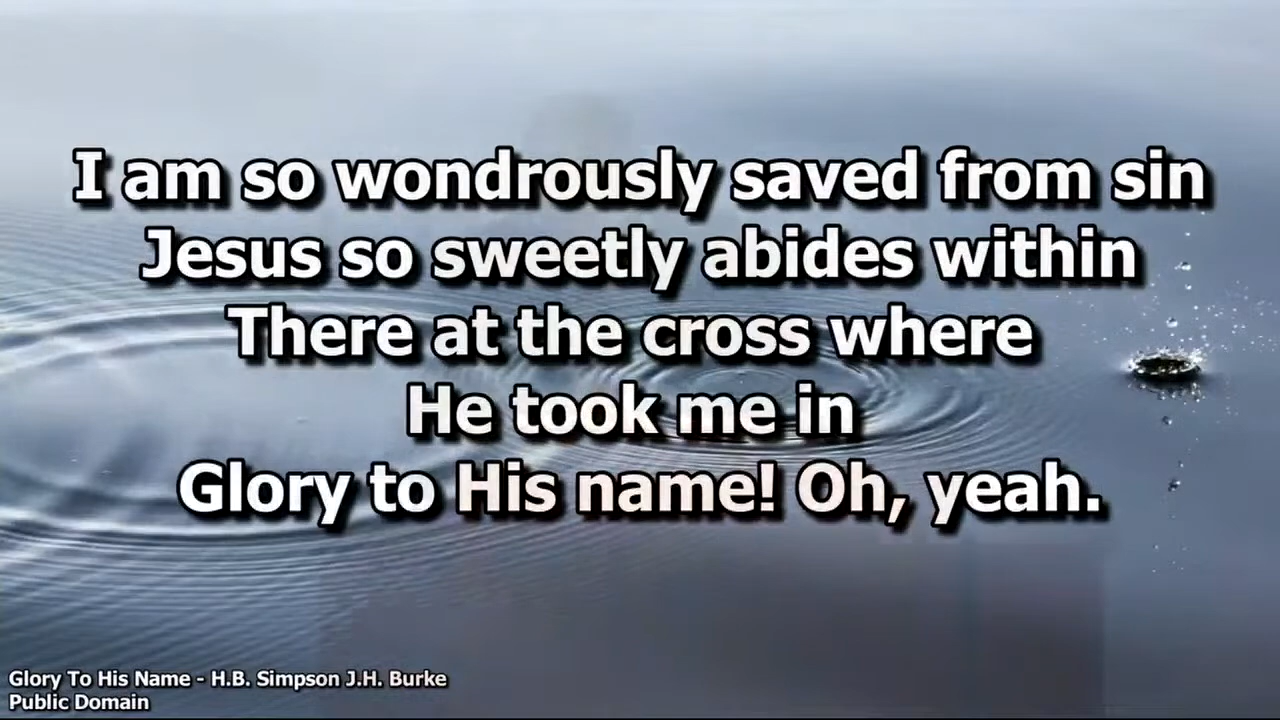 I am so wondrously saved from sin
Jesus so sweetly abides within
There at the cross where
He took me in
Glory to His name! Oh, yeah.
Glory To His Name - H.B. Simpson J.H. Burke
Public Domain